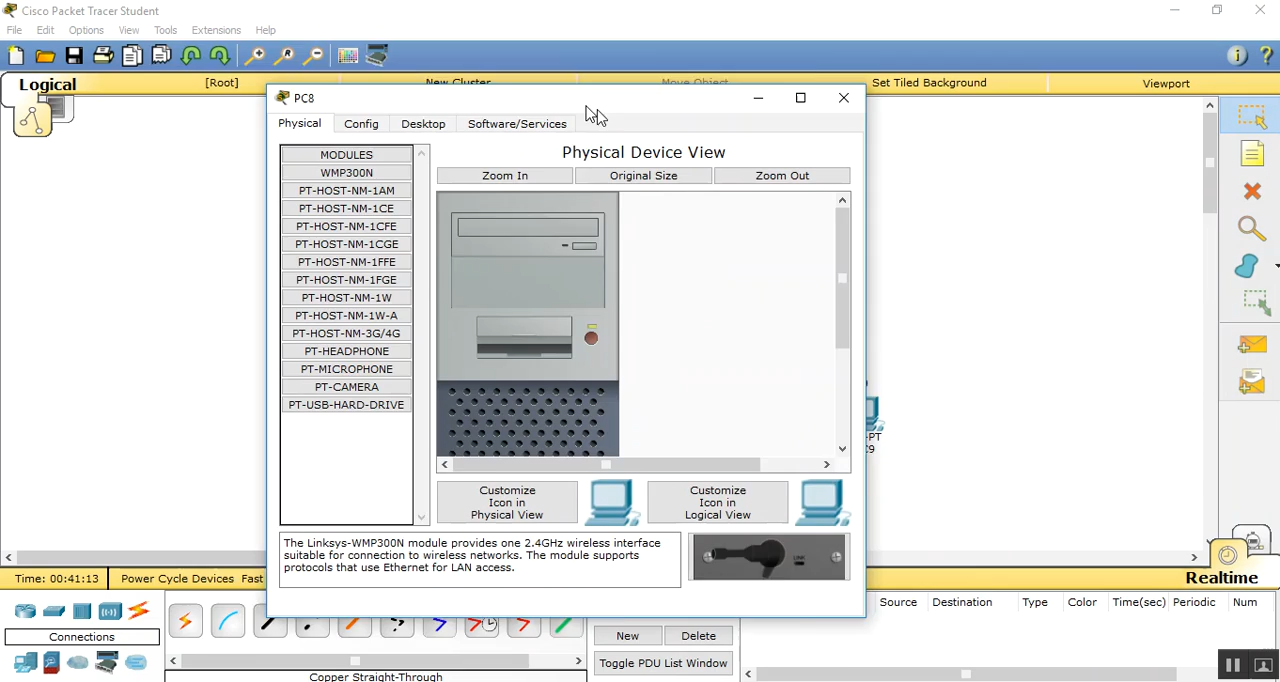 Cisco Packet Tracer Student
File Edit Options View Tools Extensions Help
Logical [Root] New Cluster Move Object Set Tiled Background Viewport
PC8
Physical Config Desktop Software/Services
MODULES
WMP300N
PT-HOST-NM-1AM
PT-HOST-NM-1CE
PT-HOST-NM-1CFE
PT-HOST-NM-1CGE
PT-HOST-NM-1FFE
PT-HOST-NM-1FGE
PT-HOST-NM-1W
PT-HOST-NM-1W-A
PT-HOST-NM-3G/4G
PT-HEADPHONE
PT-MICROPHONE
PT-CAMERA
PT-USB-HARD-DRIVE
Physical Device View
Zoom In Original Size Zoom Out
Customize
Icon in
Physical View
Customize
Icon in
Logical View
The Linksys-WMP300N module provides one 2.4GHz wireless interface
suitable for connection to wireless networks. The module supports
protocols that use Ethernet for LAN access.
LINK
-PT
C9
Time: 00:41:13 Power Cycle Devices Fast
Realtime
Connections
Copper Straight-Through
New Delete
Toggle PDU List Window
Source Destination Type Color Time(sec) Periodic Num